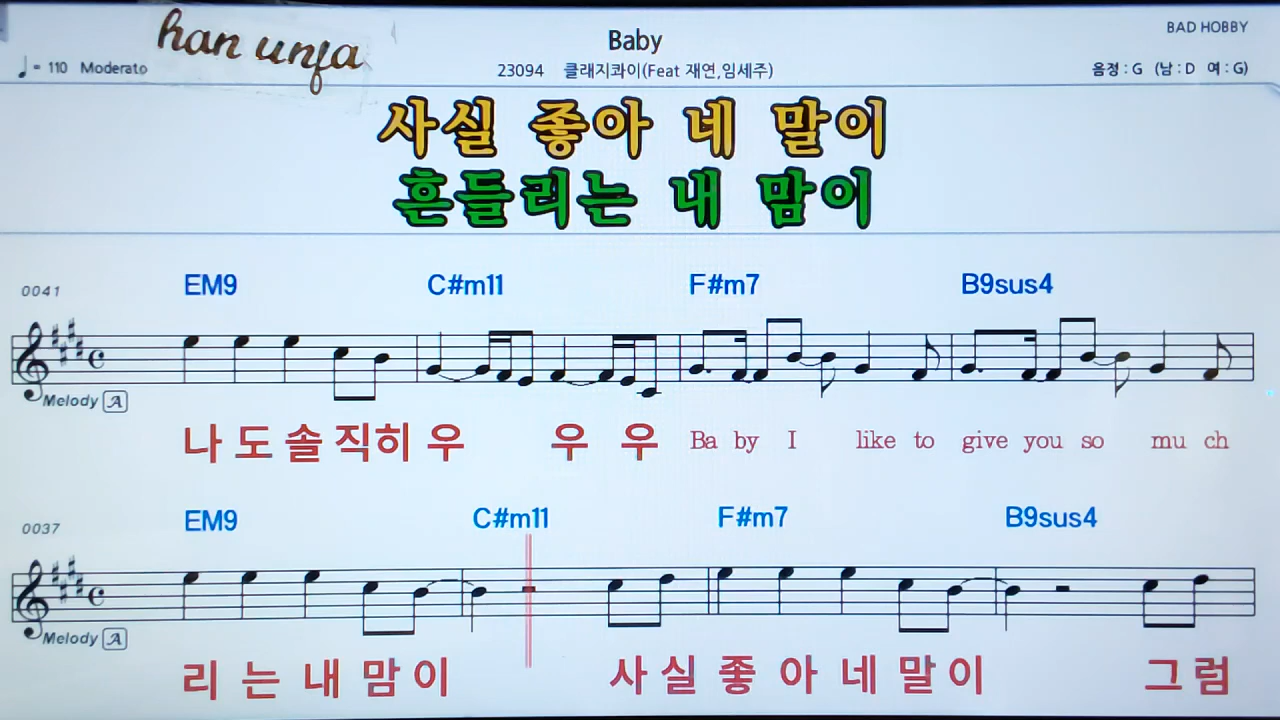 han unfa
Baby
BAD HOBBY
♩= 110 Moderato
23094 클래지콰이(Feat 재연,임세주)
음정 : G (남 : D 여 : G)
사실 좋아 네 말이
흔들리는 내 맘이
0041 EM9 C#m11 F#m7 B9sus4
Melody A
나 도 솔 직 히 우 우 우 Ba by I like to give you so mu ch
0037 EM9 C#m11 F#m7 B9sus4
Melody A
리 는 내 맘 이 사 실 좋 아 네 말 이 그 럼